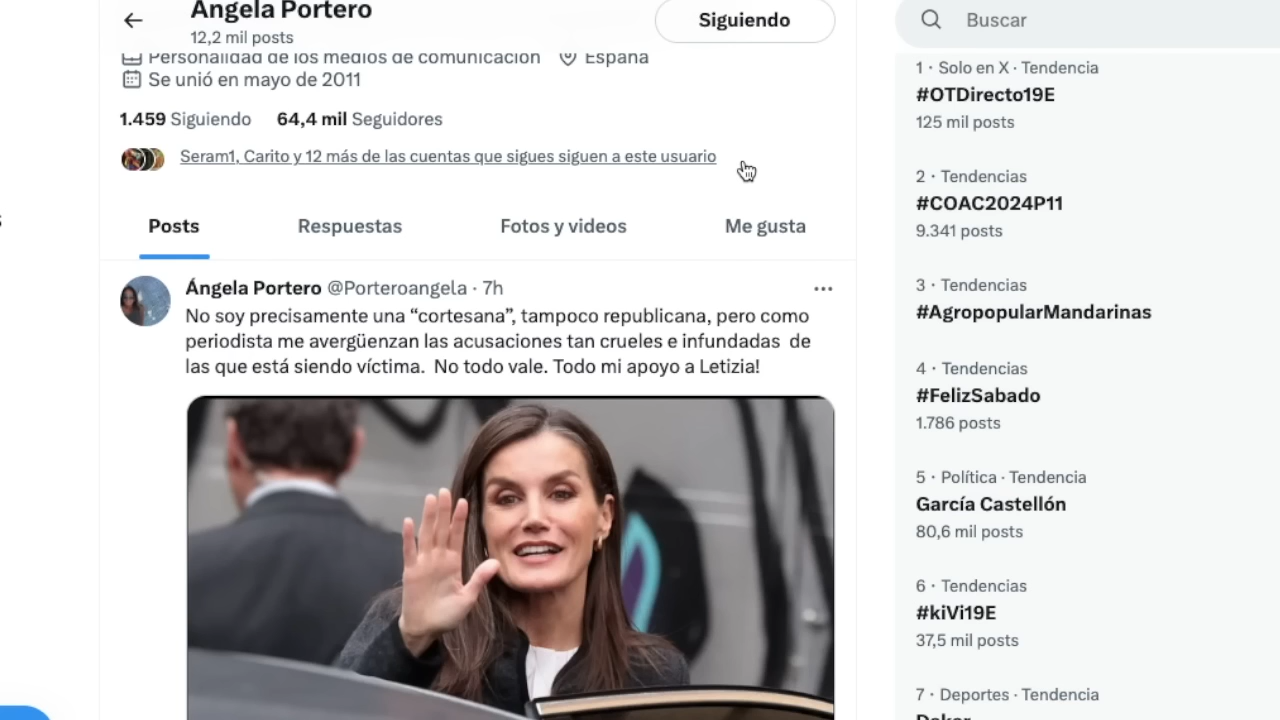 Ángela Portero
12,2 mil posts
Siguiendo
Personalidad de los medios de comunicación España
Se unió en mayo de 2011
1.459 Siguiendo 64,4 mil Seguidores
Seram1, Carito y 12 más de las cuentas que sigues siguen a este usuario
Posts Respuestas Fotos y videos Me gusta
Ángela Portero @Porteroangela · 7h
No soy precisamente una “cortesana”, tampoco republicana, pero como
periodista me avergüenzan las acusaciones tan crueles e infundadas de
las que está siendo víctima. No todo vale. Todo mi apoyo a Letizia!
Buscar
1 · Solo en X · Tendencia
#OTDirecto19E
125 mil posts
2 · Tendencias
#COAC2024P11
9.341 posts
3 · Tendencias
#AgropopularMandarinas
4 · Tendencias
#FelizSabado
1.786 posts
5 · Política · Tendencia
García Castellón
80,6 mil posts
6 · Tendencias
#kiVi19E
37,5 mil posts
7 · Deportes · Tendencia
Dakar